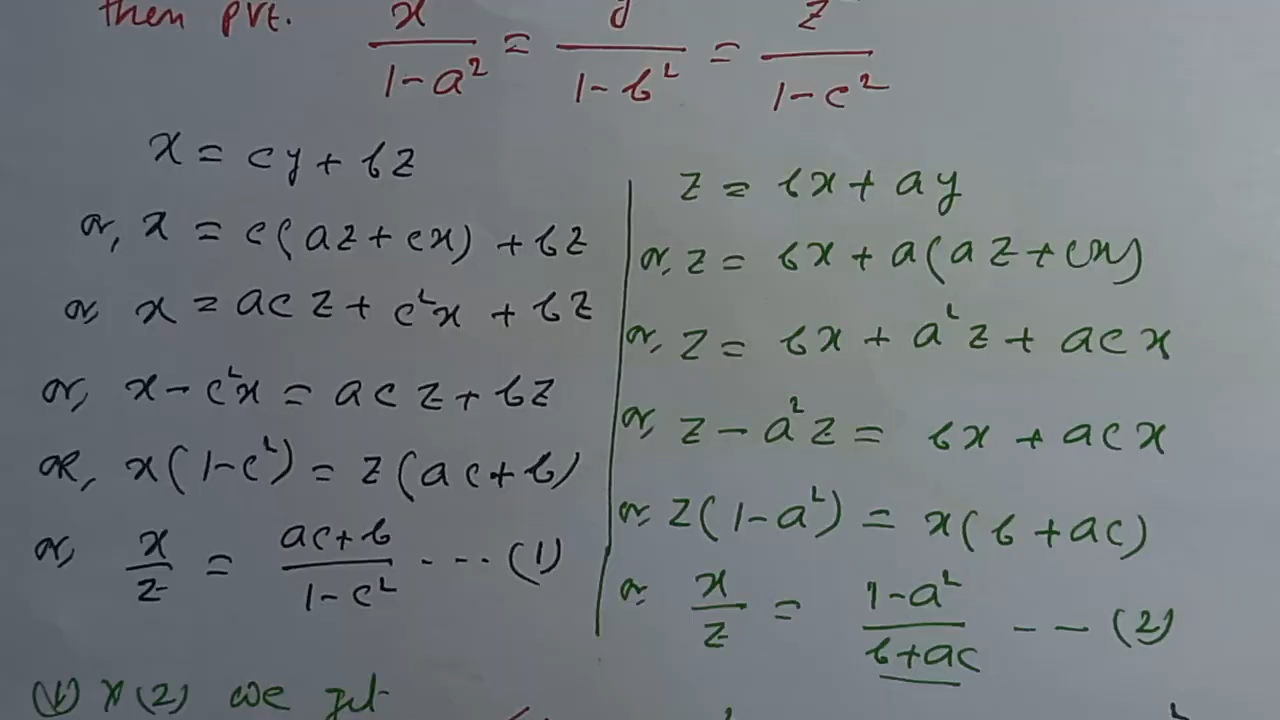 then pvt. x/(1-a²) = y/(1-b²) = z/(1-c²)
x = cy + bz
or, x = c(az + cx) + bz
or, x = acz + c²x + bz
or, x - c²x = acz + bz
or, x(1-c²) = z(ac+b)
or, x/z = (ac+b)/(1-c²) ---- (1)
z = bx + ay
or, z = bx + a(az + cx)
or, z = bx + a²z + acx
or, z - a²z = bx + acx
or z(1-a²) = x(b + ac)
or x/z = (1-a²)/(b+ac) -- (2)
(1) x (2) we get